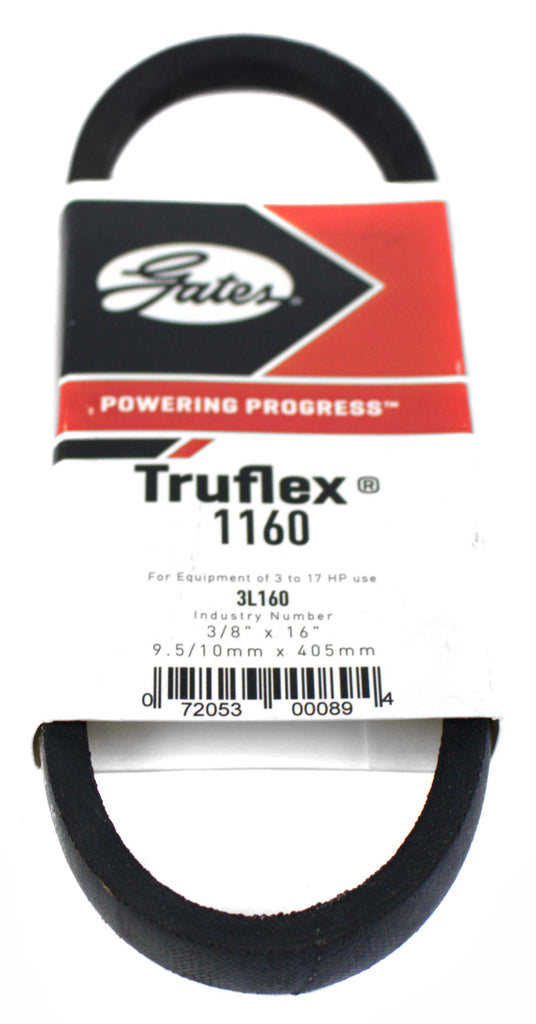 Gates®
POWERING PROGRESS™
Truflex®
1160
For Equipment of 3 to 17 HP use
3L160
Industry Number
3/8" x 16"
9.5/10mm x 405mm
0 72053 00089 4